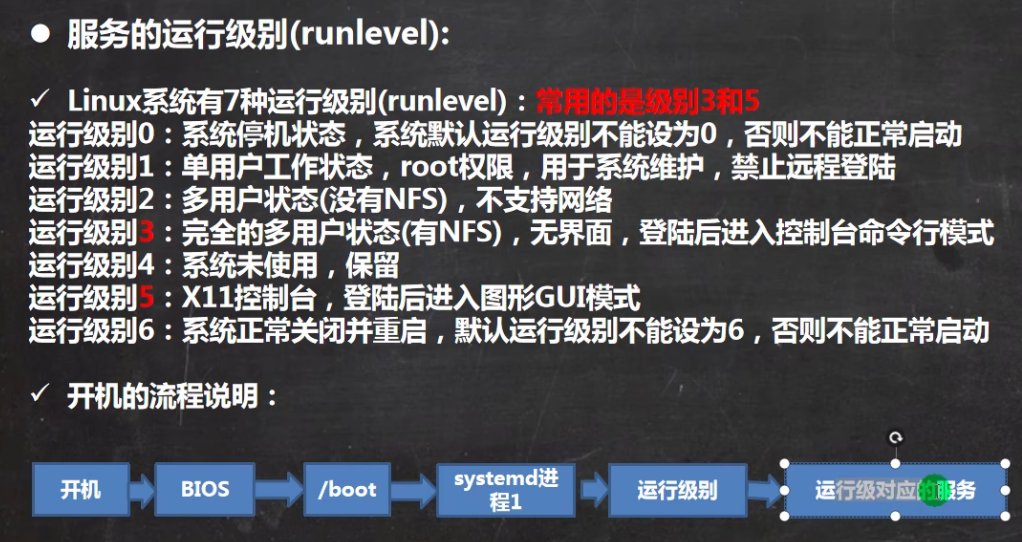 ● 服务的运行级别(runlevel):
✓ Linux系统有7种运行级别(runlevel)：常用的是级别3和5
运行级别0：系统停机状态，系统默认运行级别不能设为0，否则不能正常启动
运行级别1：单用户工作状态，root权限，用于系统维护，禁止远程登陆
运行级别2：多用户状态(没有NFS)，不支持网络
运行级别3：完全的多用户状态(有NFS)，无界面，登陆后进入控制台命令行模式
运行级别4：系统未使用，保留
运行级别5：X11控制台，登陆后进入图形GUI模式
运行级别6：系统正常关闭并重启，默认运行级别不能设为6，否则不能正常启动
✓ 开机的流程说明：
开机
BIOS
/boot
systemd进
程1
运行级别
运行级对应的服务